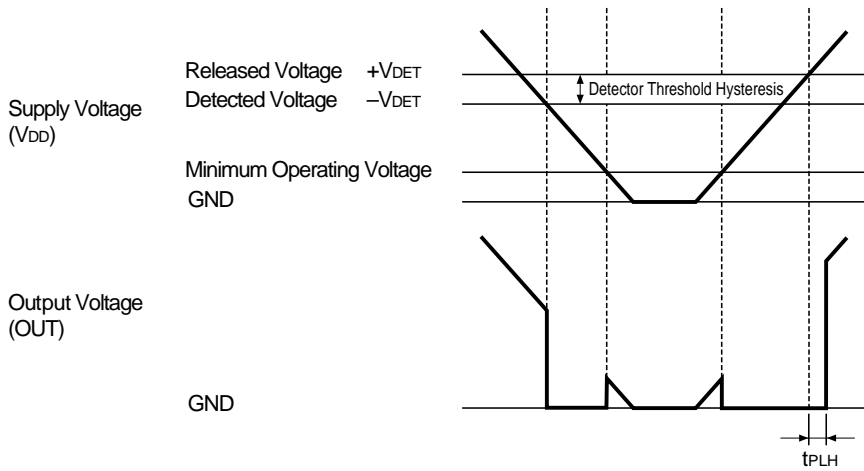 Supply Voltage
(VDD)
Released Voltage +VDET
Detected Voltage –VDET
Minimum Operating Voltage
GND
Detector Threshold Hysteresis
Output Voltage
(OUT)
GND
tPLH